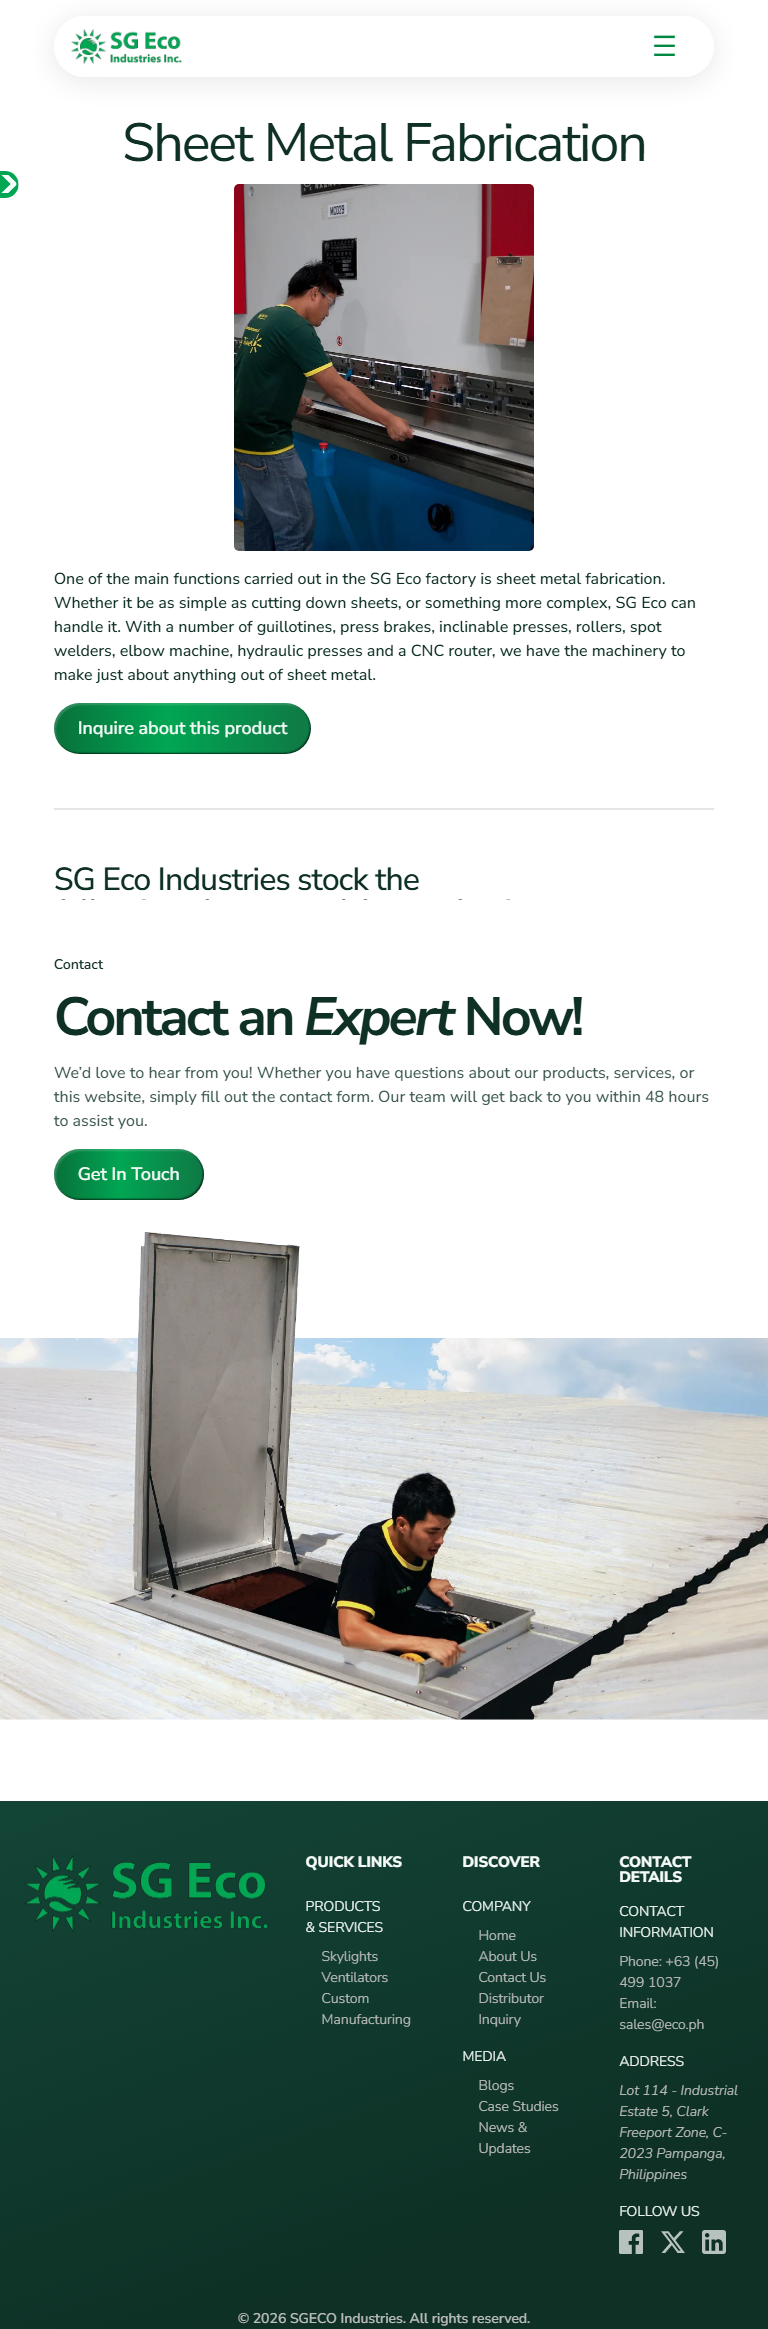 SG Eco
Industries Inc.
Sheet Metal Fabrication
One of the main functions carried out in the SG Eco factory is sheet metal fabrication.
Whether it be as simple as cutting down sheets, or something more complex, SG Eco can
handle it. With a number of guillotines, press brakes, inclinable presses, rollers, spot
welders, elbow machine, hydraulic presses and a CNC router, we have the machinery to
make just about anything out of sheet metal.
Inquire about this product
SG Eco Industries stock the
Contact
Contact an Expert Now!
We’d love to hear from you! Whether you have questions about our products, services, or
this website, simply fill out the contact form. Our team will get back to you within 48 hours
to assist you.
Get In Touch
SG Eco
Industries Inc.
QUICK LINKS
PRODUCTS
& SERVICES
Skylights
Ventilators
Custom
Manufacturing
DISCOVER
COMPANY
Home
About Us
Contact Us
Distributor
Inquiry
MEDIA
Blogs
Case Studies
News &
Updates
CONTACT
DETAILS
CONTACT
INFORMATION
Phone: +63 (45)
499 1037
Email:
sales@eco.ph
ADDRESS
Lot 114 - Industrial
Estate 5, Clark
Freeport Zone, C-
2023 Pampanga,
Philippines
FOLLOW US
© 2026 SGECO Industries. All rights reserved.